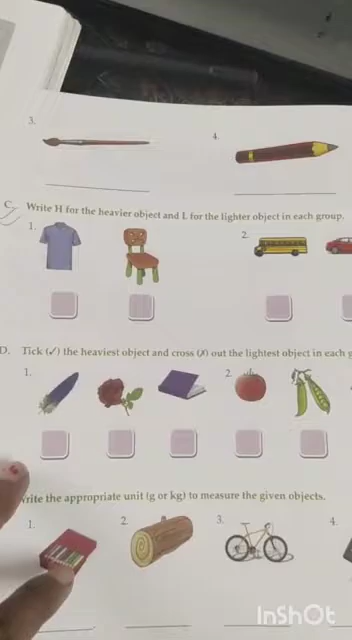 3.
4.
C. Write H for the heavier object and L for the lighter object in each group.
1.
2.
D. Tick (✓) the heaviest object and cross (✗) out the lightest object in each
1.
2.
Write the appropriate unit (g or kg) to measure the given objects.
1.
2.
3.
4.
InShOt